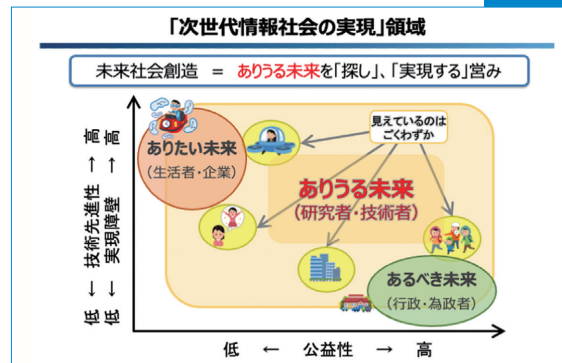 「次世代情報社会の実現」領域
未来社会創造 = ありうる未来を「探し」、「実現する」営み
見えているのは
ごくわずか
ありたい未来
(生活者・企業)
ありうる未来
(研究者・技術者)
あるべき未来
(行政・為政者)
低 ← 技術先進性 → 高
低 ← 実現障壁 → 高
低 ← 公益性 → 高